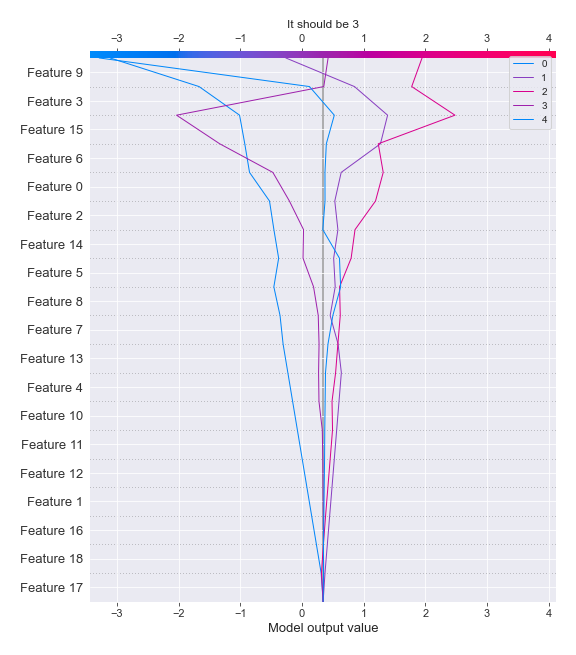 It should be 3
−3 −2 −1 0 1 2 3 4
0
1
2
3
4
Feature 9
Feature 3
Feature 15
Feature 6
Feature 0
Feature 2
Feature 14
Feature 5
Feature 8
Feature 7
Feature 13
Feature 4
Feature 10
Feature 11
Feature 12
Feature 1
Feature 16
Feature 18
Feature 17
−3 −2 −1 0 1 2 3 4
Model output value